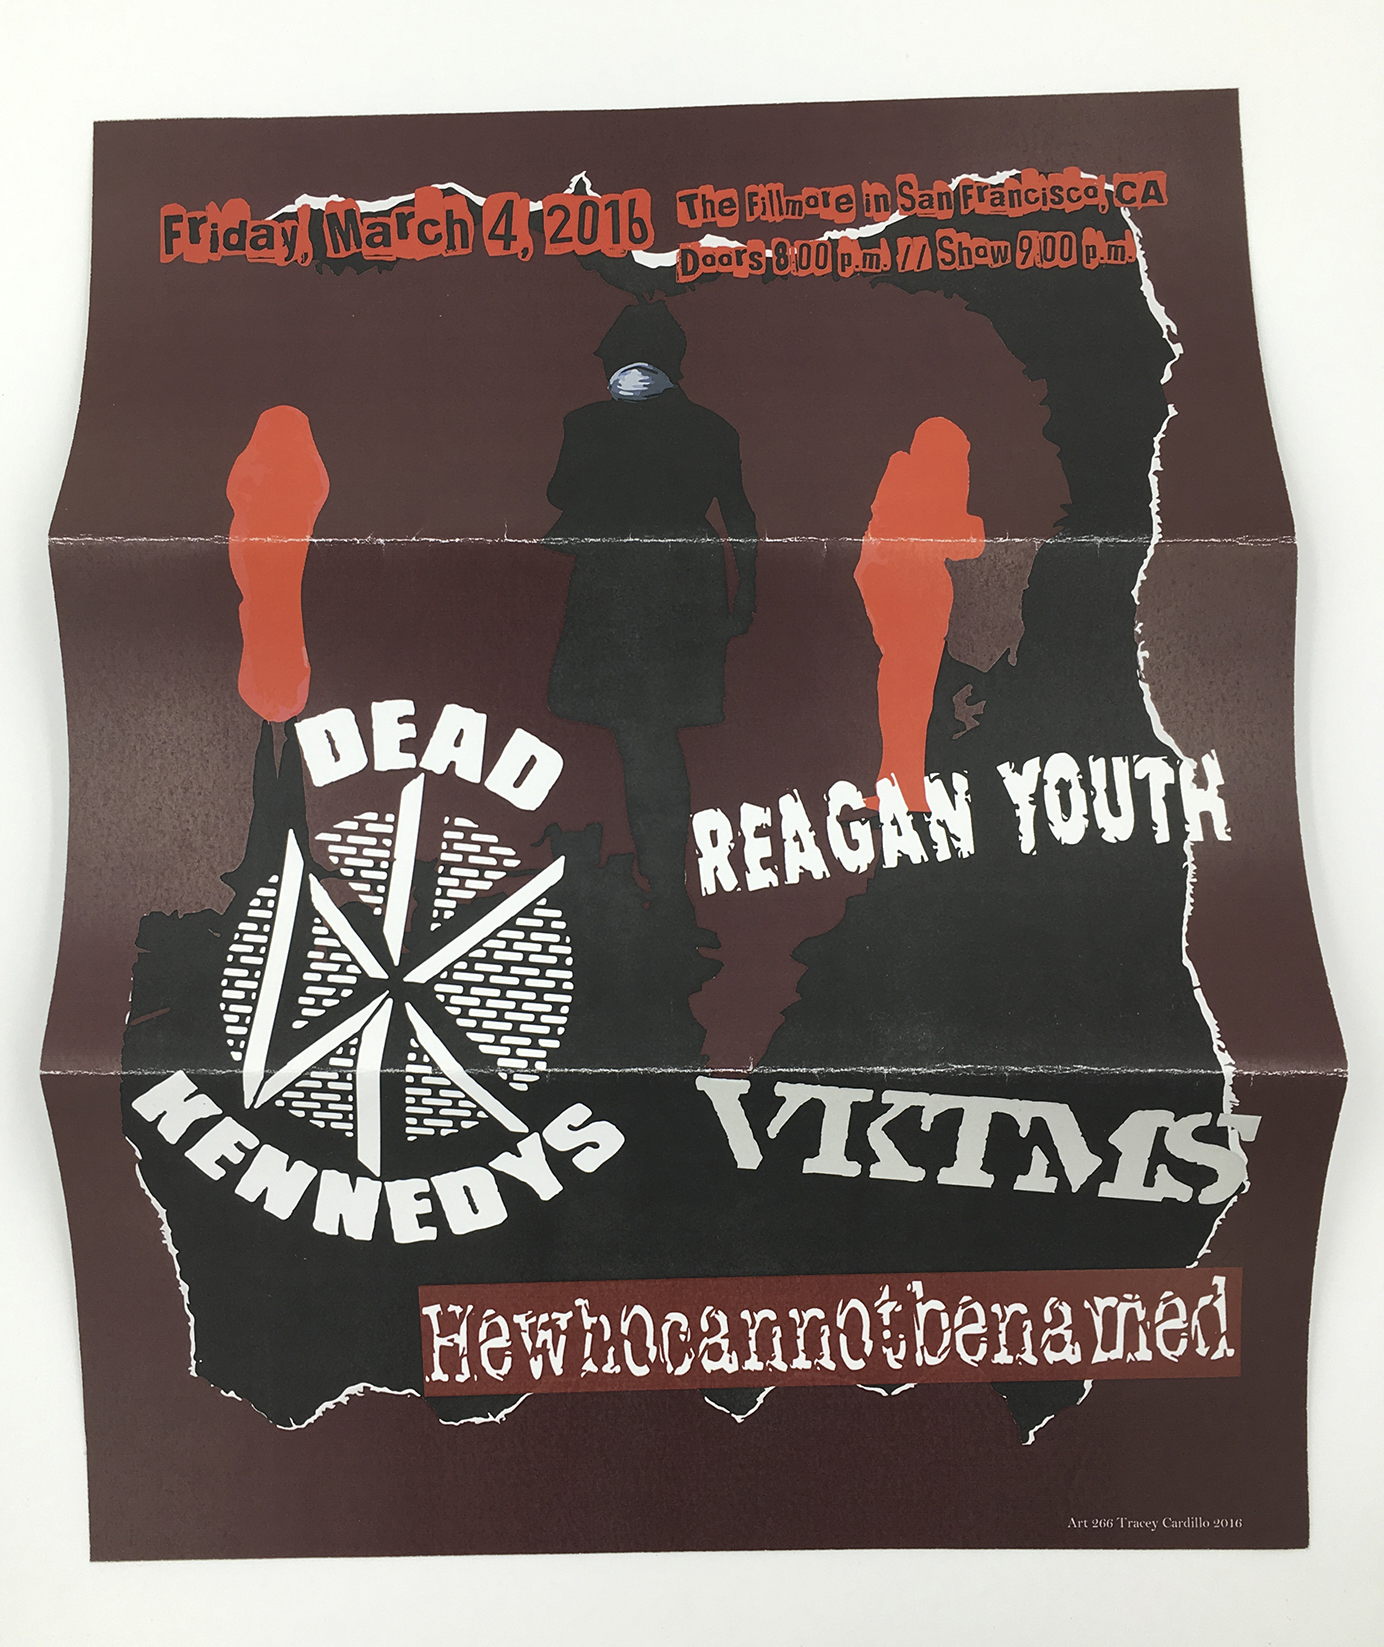 Friday, March 4, 2016
The Fillmore in San Francisco, CA
Doors 8:00 p.m. // Show 9:00 p.m.
DEAD
KENNEDYS
REAGAN YOUTH
VKTMS
Hewhocannotbenamed
Art 266 Tracey Cardillo 2016